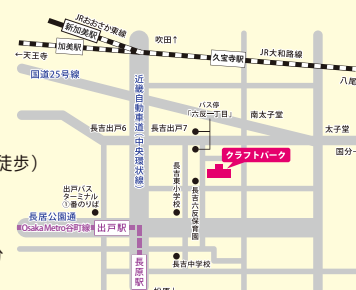 JRおおさか東線
新加美駅
吹田↑
加美駅
久宝寺駅
JR大和路線
←天王寺
八尾
国道25号線
バス停
「六反一丁目」
南太子堂
近畿自動車道(中央環状線)
長吉出戸6
長吉出戸7
太子堂
国分
クラフトパーク
徒歩）
長吉東小学校
長吉六反保育園
出戸バス
ターミナル
①番のりば
長居公園通
Osaka Metro谷町線
出戸駅
長原駅
長吉中学校